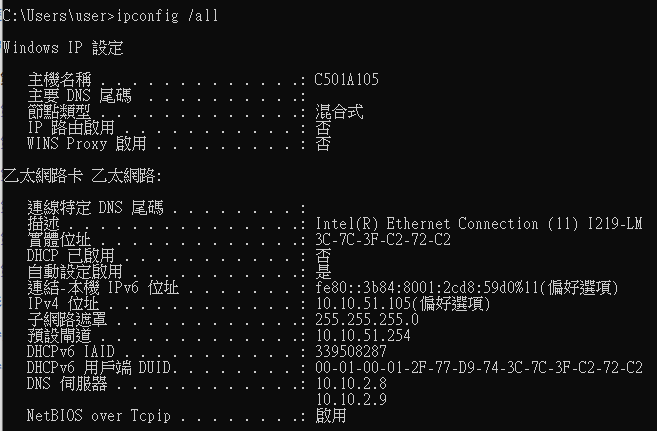 C:\Users\user>ipconfig /all
Windows IP 設定
主機名稱 . . . . . . . . . . . . .: C501A105
主要 DNS 尾碼  . . . . . . . . . .:
節點類型 . . . . . . . . . . . . .: 混合式
IP 路由啟用 . . . . . . . . . . .: 否
WINS Proxy 啟用 . . . . . . . . .: 否
乙太網路卡 乙太網路:
連線特定 DNS 尾碼 . . . . . . . . :
描述 . . . . . . . . . . . . . . .: Intel(R) Ethernet Connection (11) I219-LM
實體位址 . . . . . . . . . . . . .: 3C-7C-3F-C2-72-C2
DHCP 已啟用 . . . . . . . . . . .: 否
自動設定啟用 . . . . . . . . . . .: 是
連結-本機 IPv6 位址 . . . . . . . : fe80::3b84:8001:2cd8:59d0%11(偏好選項)
IPv4 位址 . . . . . . . . . . . . : 10.10.51.105(偏好選項)
子網路遮罩 . . . . . . . . . . . .: 255.255.255.0
預設閘道 . . . . . . . . . . . . .: 10.10.51.254
DHCPv6 IAID . . . . . . . . . . . : 339508287
DHCPv6 用戶端 DUID. . . . . . . . : 00-01-00-01-2F-77-D9-74-3C-7C-3F-C2-72-C2
DNS 伺服器 . . . . . . . . . . . .: 10.10.2.8
10.10.2.9
NetBIOS over Tcpip . . . . . . . .: 啟用